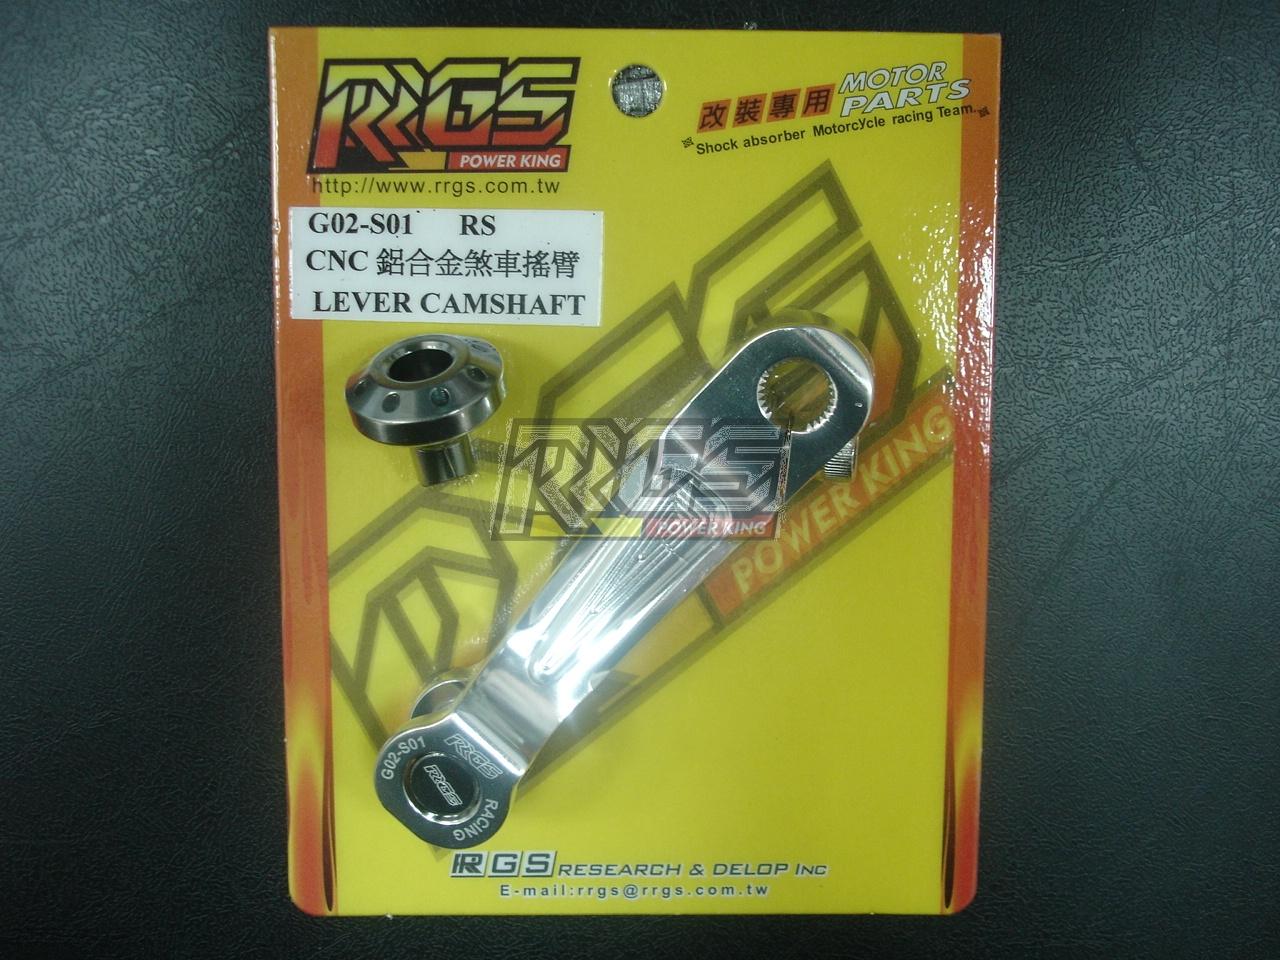 RRGS
POWER KING
http://www.rrgs.com.tw
改裝專用 MOTOR PARTS
Shock absorber Motorcycle racing Team.
G02-S01 RS
CNC 鋁合金煞車搖臂
LEVER CAMSHAFT
RRGS
POWER KING
RRGS
POWER KING
G02-S01
RRGS
RRGS
RACING
RRGS RESEARCH & DELOP INC
E-mail:rrgs@rrgs.com.tw